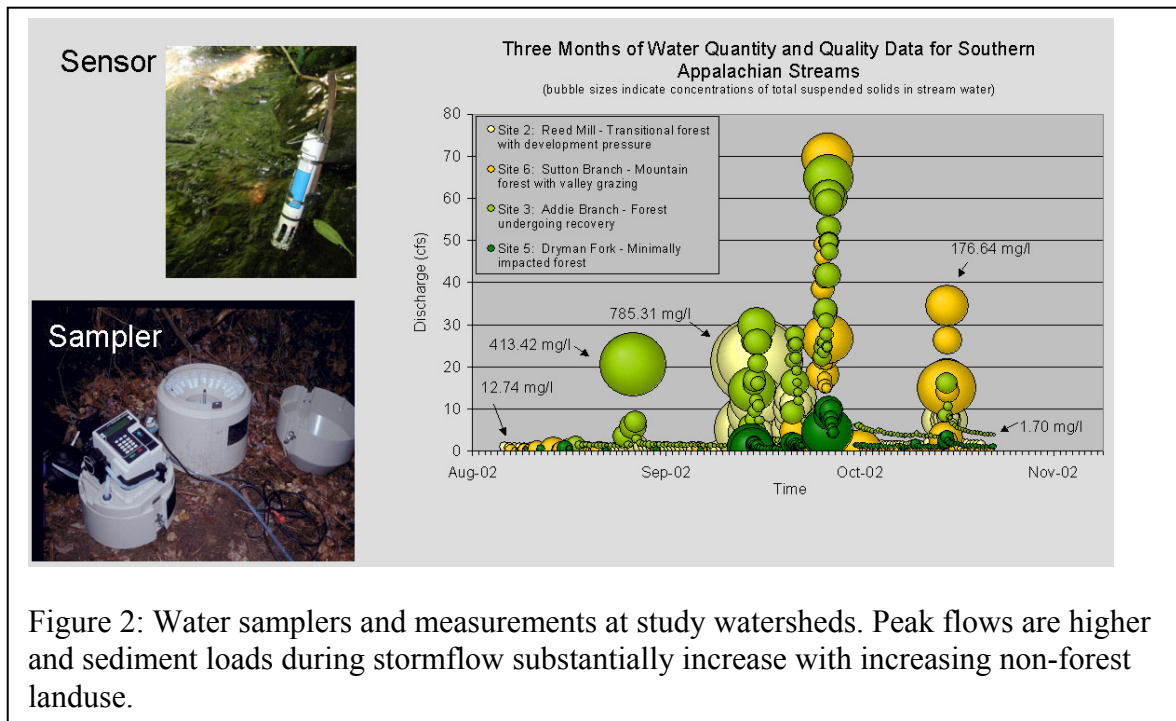 Sensor
Sampler
Three Months of Water Quantity and Quality Data for Southern
Appalachian Streams
(bubble sizes indicate concentrations of total suspended solids in stream water)
Discharge (cfs)
80
70
60
50
40
30
20
10
0
Site 2: Reed Mill - Transitional forest
with development pressure
Site 6: Sutton Branch - Mountain
forest with valley grazing
Site 3: Addie Branch - Forest
undergoing recovery
Site 5: Dryman Fork - Minimally
impacted forest
176.64 mg/l
785.31 mg/l
413.42 mg/l
12.74 mg/l
1.70 mg/l
Aug-02
Sep-02
Oct-02
Nov-02
Time
Figure 2: Water samplers and measurements at study watersheds. Peak flows are higher
and sediment loads during stormflow substantially increase with increasing non-forest
landuse.